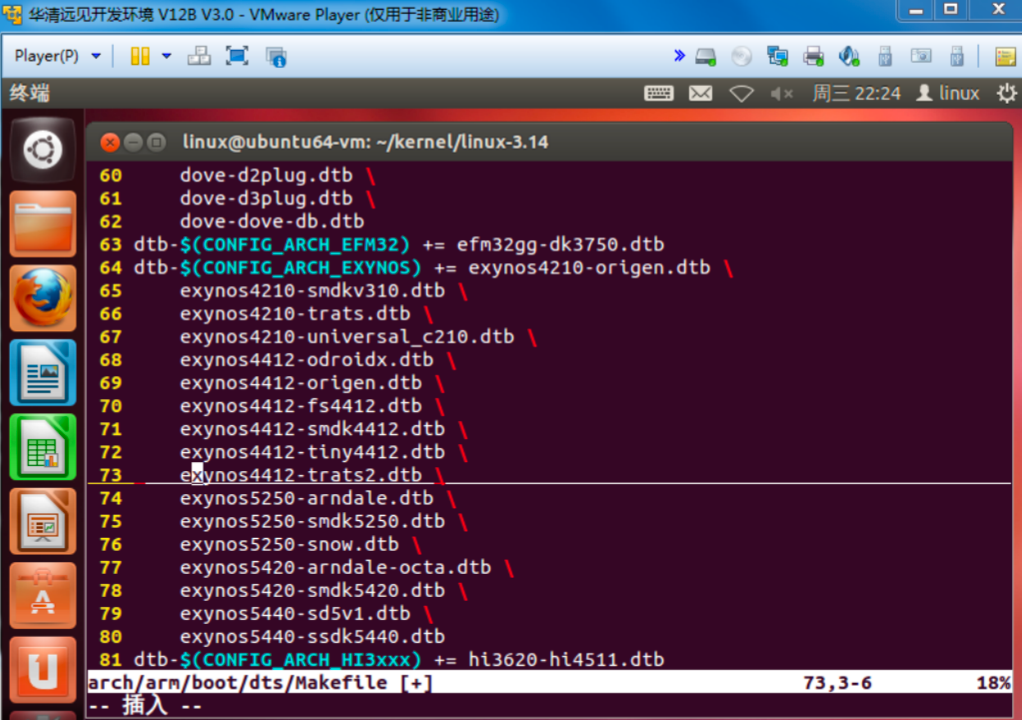 华清远见开发环境 V12B V3.0 - VMware Player (仅用于非商业用途)
Player(P)
终端 周三 22:24 linux
linux@ubuntu64-vm: ~/kernel/linux-3.14
60 dove-d2plug.dtb \
61 dove-d3plug.dtb \
62 dove-dove-db.dtb
63 dtb-$(CONFIG_ARCH_EFM32) += efm32gg-dk3750.dtb
64 dtb-$(CONFIG_ARCH_EXYNOS) += exynos4210-origen.dtb \
65 exynos4210-smdkv310.dtb \
66 exynos4210-trats.dtb \
67 exynos4210-universal_c210.dtb \
68 exynos4412-odroidx.dtb \
69 exynos4412-origen.dtb \
70 exynos4412-fs4412.dtb \
71 exynos4412-smdk4412.dtb \
72 exynos4412-tiny4412.dtb \
73 exynos4412-trats2.dtb \
74 exynos5250-arndale.dtb \
75 exynos5250-smdk5250.dtb \
76 exynos5250-snow.dtb \
77 exynos5420-arndale-octa.dtb \
78 exynos5420-smdk5420.dtb \
79 exynos5440-sd5v1.dtb \
80 exynos5440-ssdk5440.dtb
81 dtb-$(CONFIG_ARCH_HI3xxx) += hi3620-hi4511.dtb
arch/arm/boot/dts/Makefile [+] 73,3-6 18%
-- 插入 --